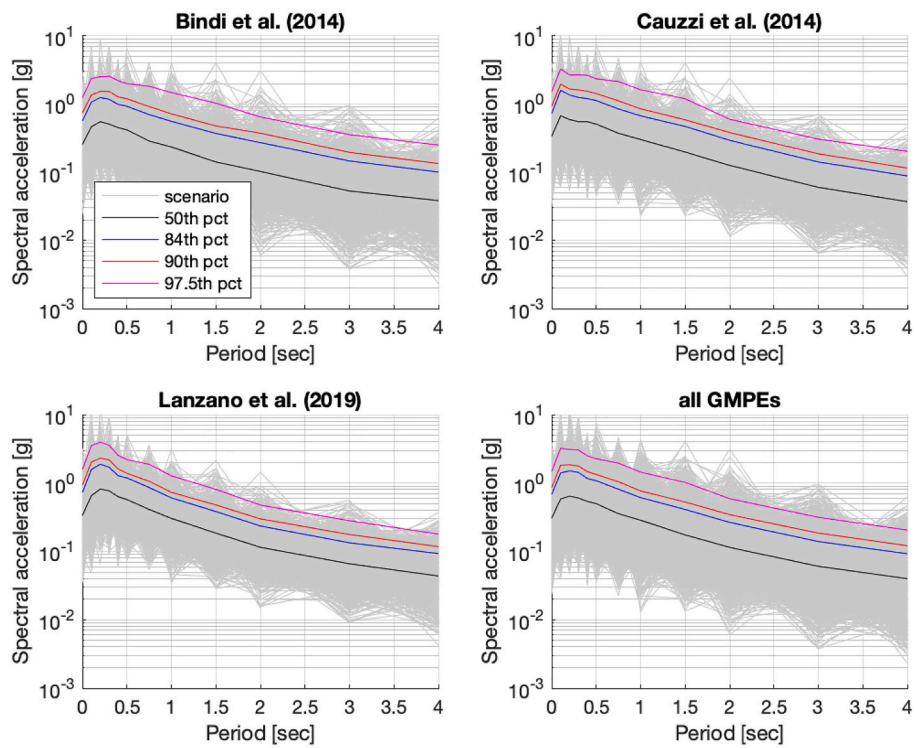 Bindi et al. (2014)
Spectral acceleration [g]
10^1
10^0
10^-1
10^-2
10^-3
scenario
50th pct
84th pct
90th pct
97.5th pct
0 0.5 1 1.5 2 2.5 3 3.5 4
Period [sec]
Cauzzi et al. (2014)
Spectral acceleration [g]
10^1
10^0
10^-1
10^-2
10^-3
0 0.5 1 1.5 2 2.5 3 3.5 4
Period [sec]
Lanzano et al. (2019)
Spectral acceleration [g]
10^1
10^0
10^-1
10^-2
10^-3
0 0.5 1 1.5 2 2.5 3 3.5 4
Period [sec]
all GMPEs
Spectral acceleration [g]
10^1
10^0
10^-1
10^-2
10^-3
0 0.5 1 1.5 2 2.5 3 3.5 4
Period [sec]